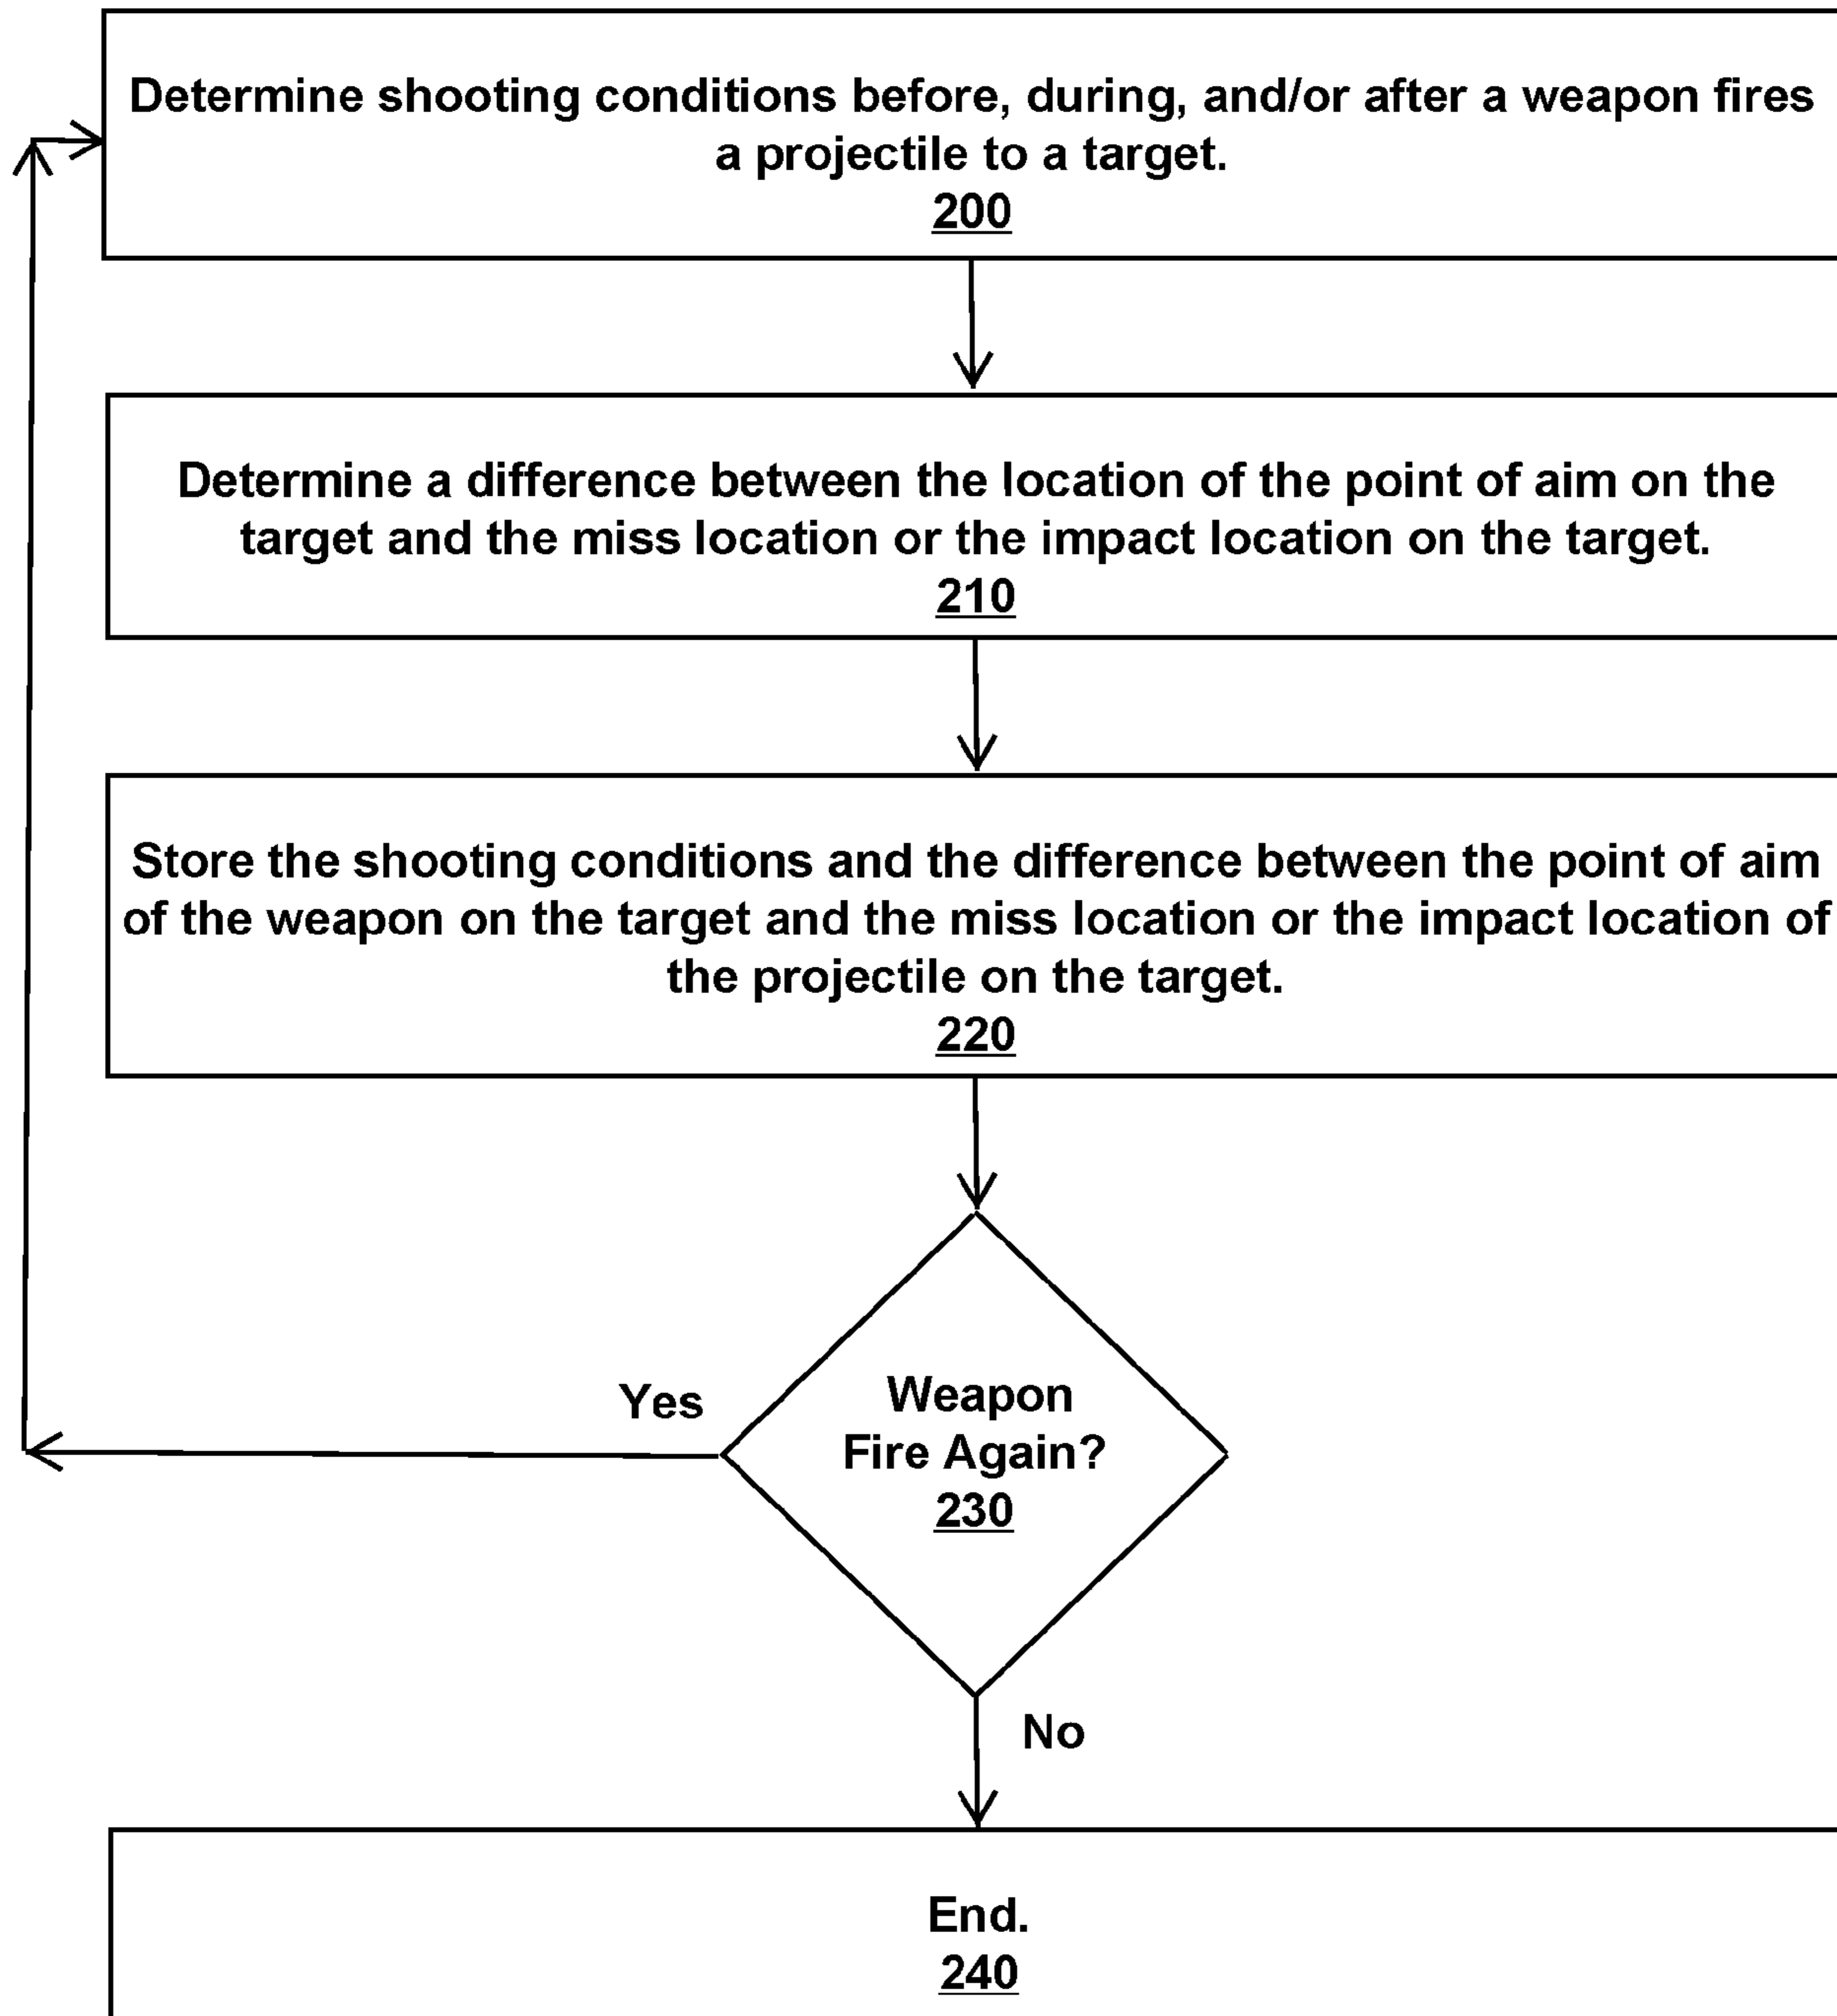 Determine shooting conditions before, during, and/or after a weapon fires
a projectile to a target.
200
Determine a difference between the location of the point of aim on the
target and the miss location or the impact location on the target.
210
Store the shooting conditions and the difference between the point of aim
of the weapon on the target and the miss location or the impact location of
the projectile on the target.
220
Yes
Weapon
Fire Again?
230
No
End.
240